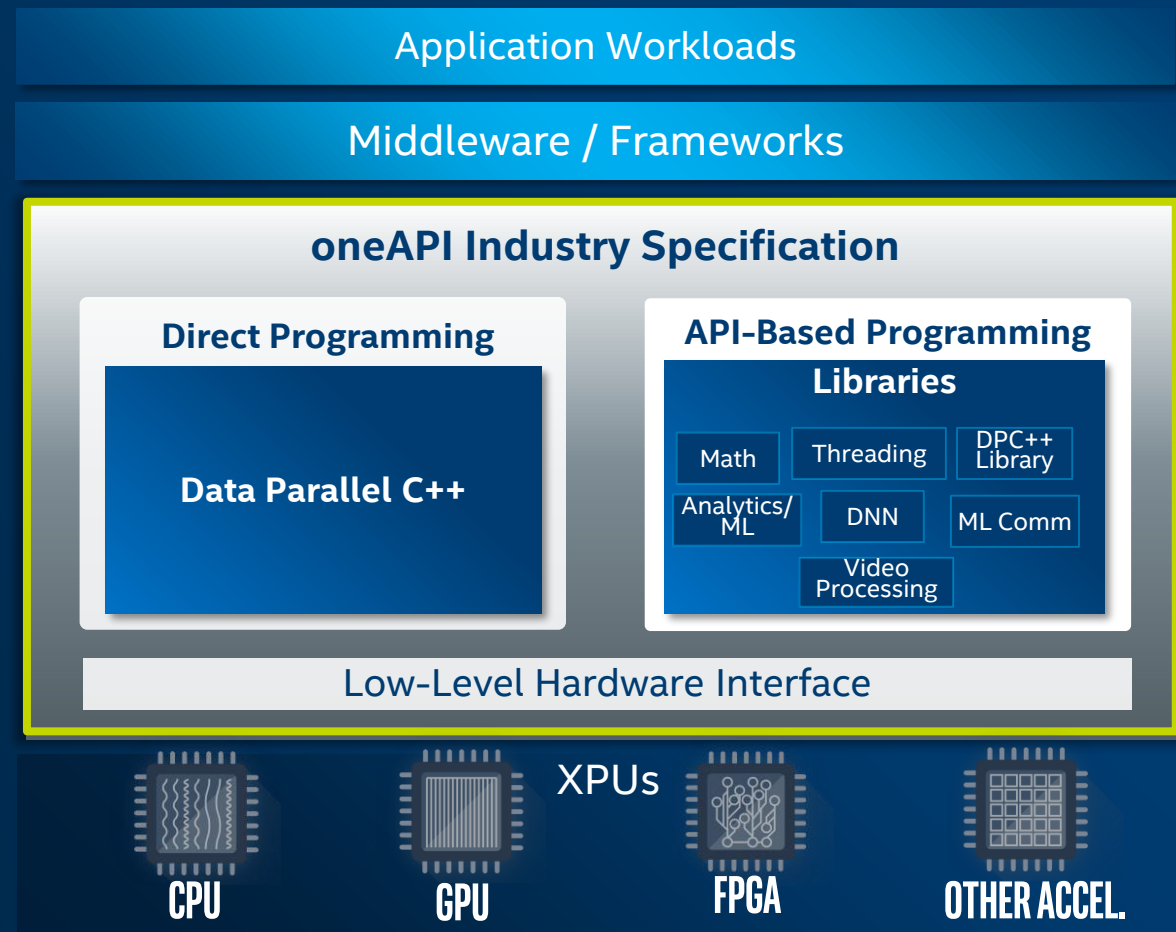 Application Workloads
Middleware / Frameworks
oneAPI Industry Specification
Direct Programming
Data Parallel C++
API-Based Programming
Libraries
Math
Threading
DPC++
Library
Analytics/
ML
DNN
ML Comm
Video
Processing
Low-Level Hardware Interface
XPUs
CPU
GPU
FPGA
OTHER ACCEL.